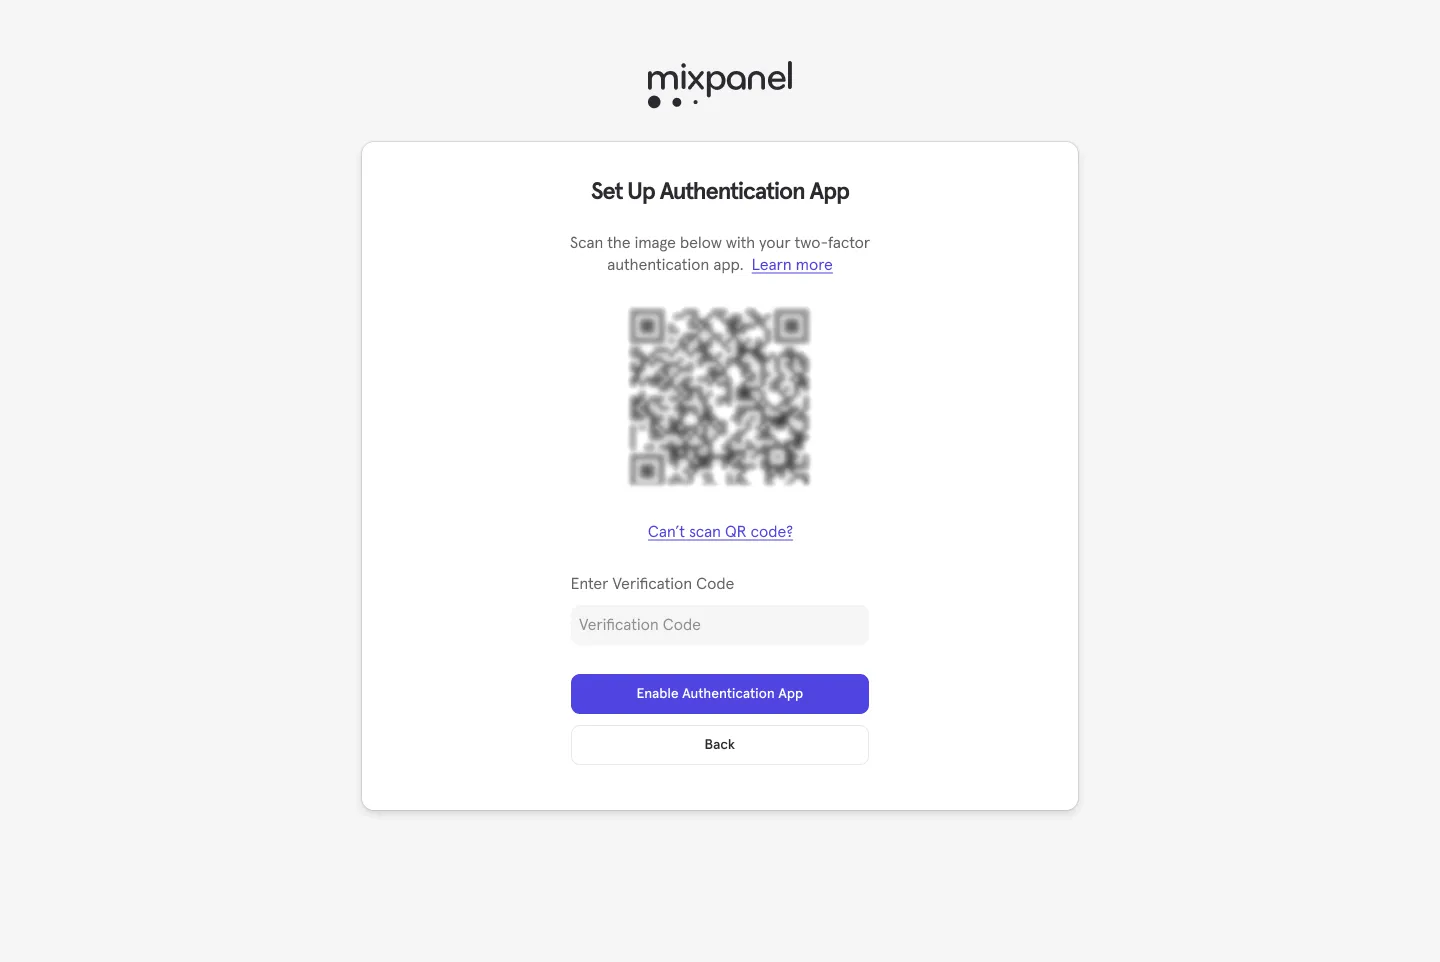 mixpanel
Set Up Authentication App
Scan the image below with your two-factor
authentication app. Learn more
Can’t scan QR code?
Enter Verification Code
Verification Code
Enable Authentication App
Back